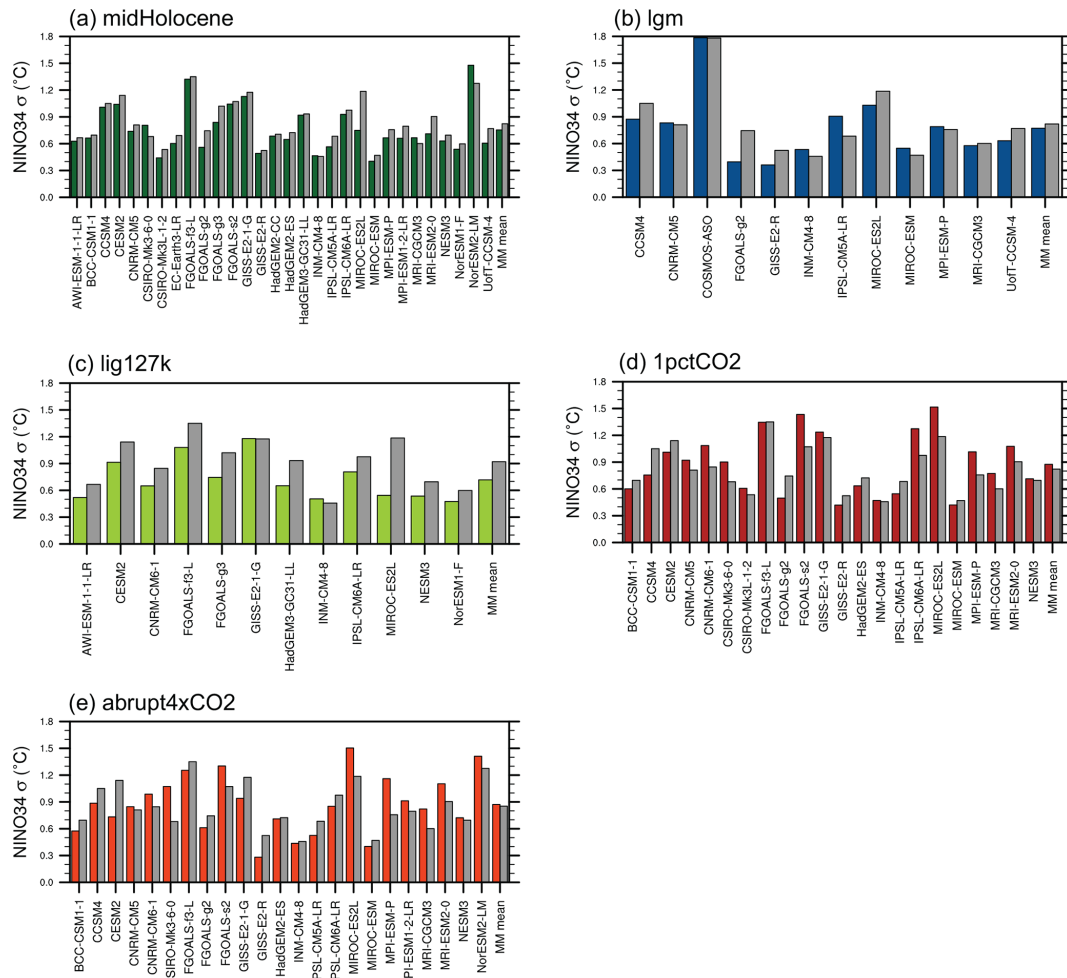 (a) midHolocene
NINO34 σ (°C)
1.8
1.5
1.2
0.9
0.6
0.3
0.0
AWI-ESM-1-1-LR
BCC-CSM1-1
CCSM4
CESM2
CNRM-CM5
CSIRO-Mk3-6-0
CSIRO-Mk3L-1-2
EC-Earth3-LR
FGOALS-f3-L
FGOALS-g2
FGOALS-g3
FGOALS-s2
GISS-E2-1-G
GISS-E2-R
HadGEM2-CC
HadGEM2-ES
HadGEM3-GC31-LL
INM-CM4-8
IPSL-CM5A-LR
IPSL-CM6A-LR
MIROC-ES2L
MIROC-ESM
MPI-ESM-P
MPI-ESM1-2-LR
MRI-CGCM3
MRI-ESM2-0
NESM3
NorESM1-F
NorESM2-LM
UofT-CCSM-4
MM mean
(b) lgm
NINO34 σ (°C)
1.8
1.5
1.2
0.9
0.6
0.3
0.0
CCSM4
CNRM-CM5
COSMOS-ASO
FGOALS-g2
GISS-E2-R
INM-CM4-8
IPSL-CM5A-LR
MIROC-ES2L
MIROC-ESM
MPI-ESM-P
MRI-CGCM3
UofT-CCSM-4
MM mean
(c) lig127k
NINO34 σ (°C)
1.8
1.5
1.2
0.9
0.6
0.3
0.0
AWI-ESM-1-1-LR
CESM2
CNRM-CM6-1
FGOALS-f3-L
FGOALS-g3
GISS-E2-1-G
HadGEM3-GC31-LL
INM-CM4-8
IPSL-CM6A-LR
MIROC-ES2L
NESM3
NorESM1-F
MM mean
(d) 1pctCO2
NINO34 σ (°C)
1.8
1.5
1.2
0.9
0.6
0.3
0.0
BCC-CSM1-1
CCSM4
CESM2
CNRM-CM5
CNRM-CM6-1
CSIRO-Mk3-6-0
CSIRO-Mk3L-1-2
FGOALS-f3-L
FGOALS-g2
FGOALS-s2
GISS-E2-1-G
GISS-E2-R
HadGEM2-ES
INM-CM4-8
IPSL-CM5A-LR
IPSL-CM6A-LR
MIROC-ES2L
MIROC-ESM
MPI-ESM-P
MRI-CGCM3
MRI-ESM2-0
NESM3
MM mean
(e) abrupt4xCO2
NINO34 σ (°C)
1.8
1.5
1.2
0.9
0.6
0.3
0.0
BCC-CSM1-1
CCSM4
CESM2
CNRM-CM5
CNRM-CM6-1
SIRO-Mk3-6-0
FGOALS-f3-L
FGOALS-g2
FGOALS-s2
GISS-E2-1-G
GISS-E2-R
HadGEM2-ES
INM-CM4-8
PSL-CM5A-LR
PSL-CM6A-LR
MIROC-ES2L
MIROC-ESM
MPI-ESM-P
PI-ESM1-2-LR
MRI-CGCM3
MRI-ESM2-0
NESM3
NorESM2-LM
MM mean